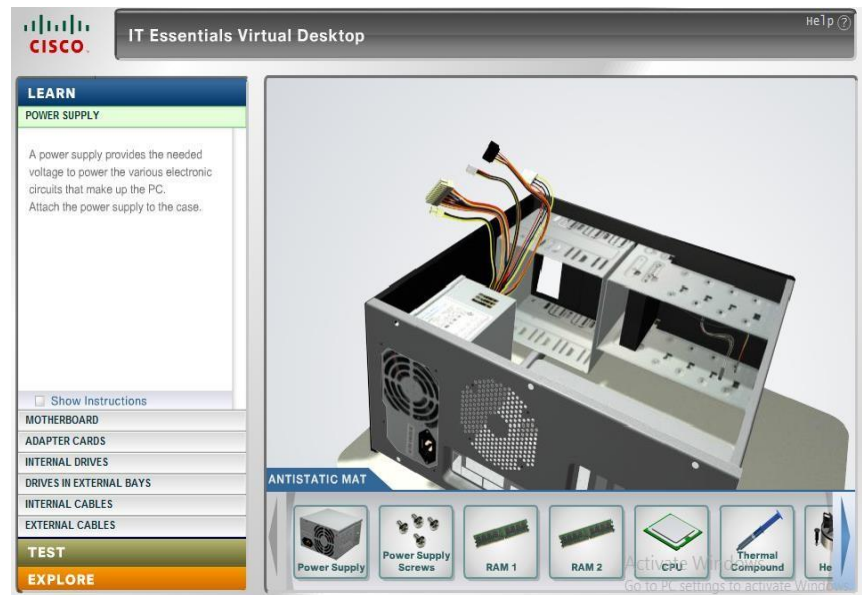 CISCO
IT Essentials Virtual Desktop
Help ?
LEARN
POWER SUPPLY
A power supply provides the needed
voltage to power the various electronic
circuits that make up the PC.
Attach the power supply to the case.
Show Instructions
MOTHERBOARD
ADAPTER CARDS
INTERNAL DRIVES
DRIVES IN EXTERNAL BAYS
INTERNAL CABLES
EXTERNAL CABLES
TEST
EXPLORE
ANTISTATIC MAT
Power Supply
Power Supply
Screws
RAM 1
RAM 2
CPU
Thermal
Compound
He
Activate Windows
Go to PC settings to activate Windows.